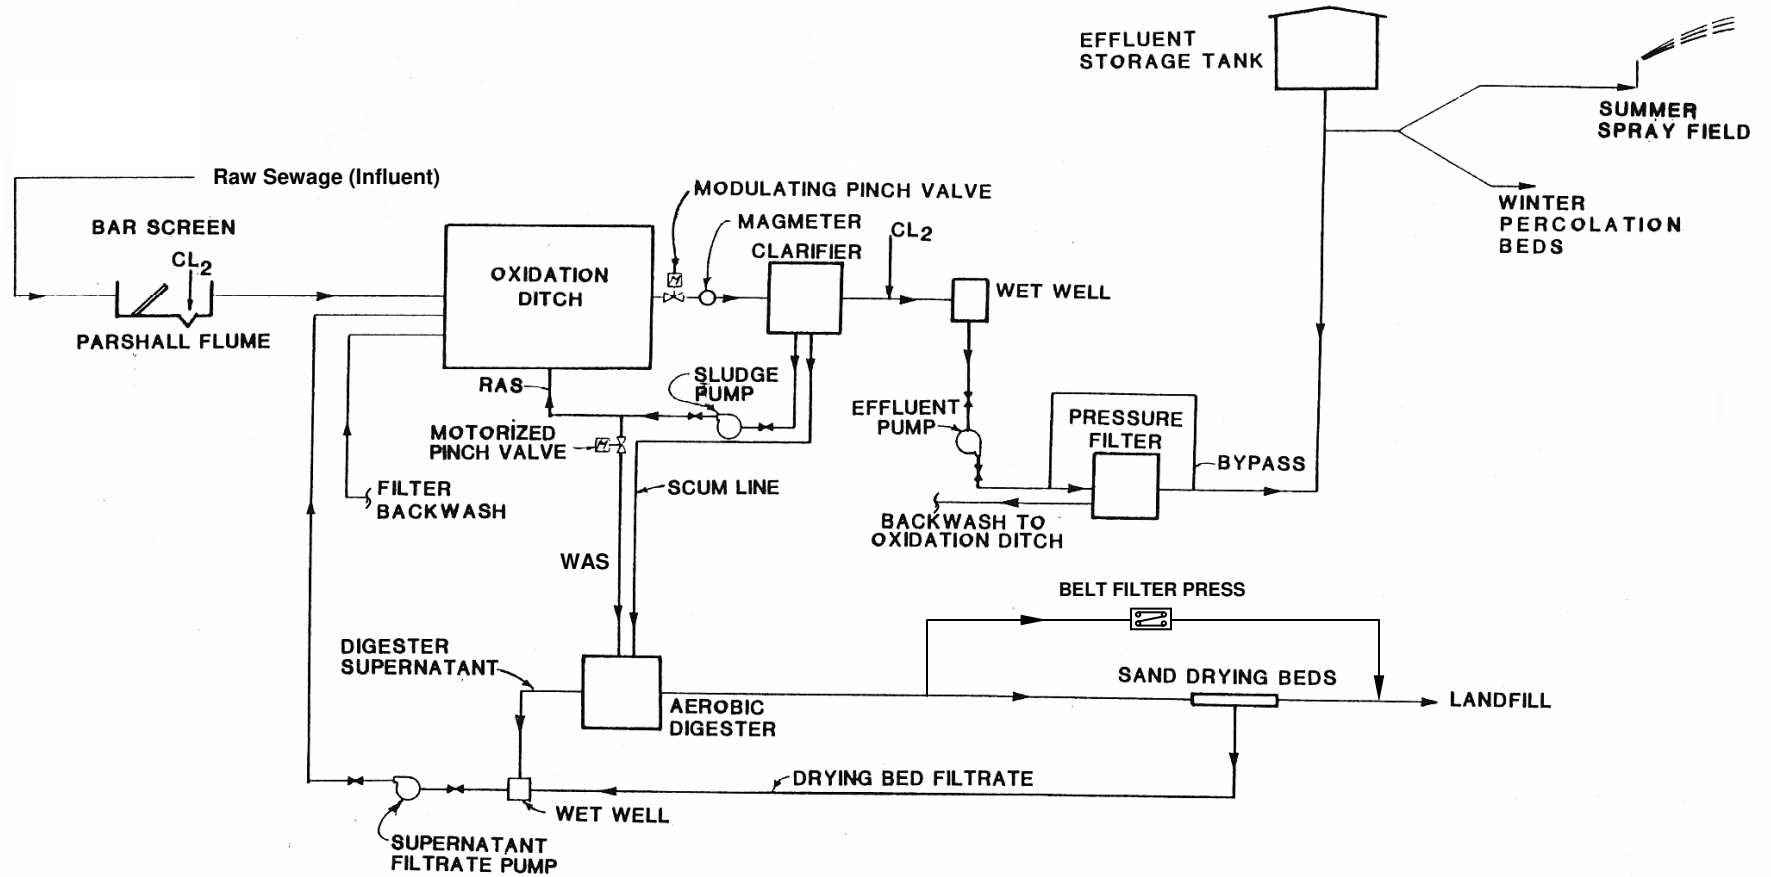 EFFLUENT
STORAGE TANK
SUMMER
SPRAY FIELD
Raw Sewage (Influent)
MODULATING PINCH VALVE
WINTER
PERCOLATION
BEDS
BAR SCREEN
MAGMETER
CLARIFIER
CL2
CL2
OXIDATION
DITCH
WET WELL
PARSHALL FLUME
RAS
SLUDGE
PUMP
EFFLUENT
PUMP
PRESSURE
FILTER
MOTORIZED
PINCH VALVE
M
M
BYPASS
FILTER
BACKWASH
SCUM LINE
BACKWASH TO
OXIDATION DITCH
WAS
BELT FILTER PRESS
DIGESTER
SUPERNATANT
SAND DRYING BEDS
LANDFILL
AEROBIC
DIGESTER
DRYING BED FILTRATE
WET WELL
SUPERNATANT
FILTRATE PUMP